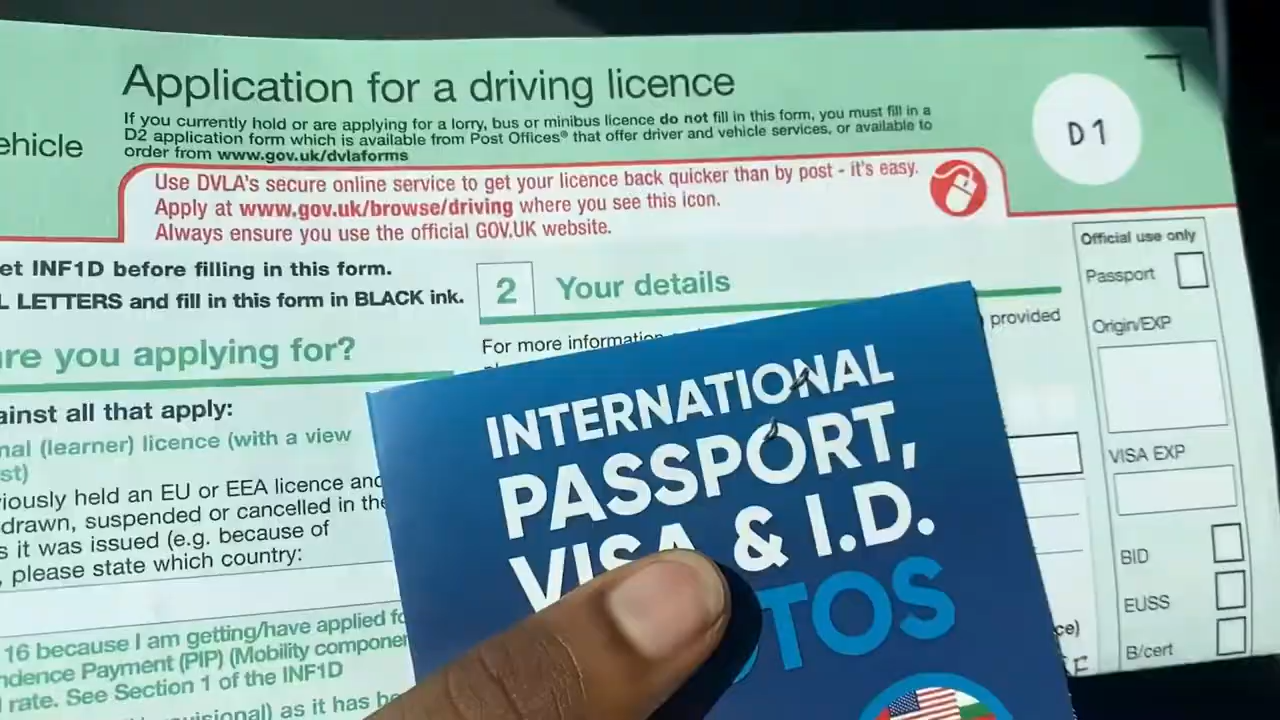 Application for a driving licence
If you currently hold or are applying for a lorry, bus or minibus licence do not fill in this form, you must fill in a
D2 application form which is available from Post Offices® that offer driver and vehicle services, or available to
order from www.gov.uk/dvlaforms
D1
ehicle
Use DVLA's secure online service to get your licence back quicker than by post - it's easy.
Apply at www.gov.uk/browse/driving where you see this icon.
Always ensure you use the official GOV.UK website.
et INF1D before filling in this form.
L LETTERS and fill in this form in BLACK ink.
re you applying for?
ainst all that apply:
nal (learner) licence (with a view
st)
viously held an EU or EEA licence and
drawn, suspended or cancelled in the
s it was issued (e.g. because of
, please state which country:
16 because I am getting/have applied fo
ndence Payment (PIP) (Mobility componen
rate. See Section 1 of the INF1D
visional) as it has be
2 Your details
For more information
provided
ce)
INTERNATIONAL
PASSPORT,
VISA & I.D.
TOS
Official use only
Passport
Origin/EXP
VISA EXP
BID
EUSS
B/cert